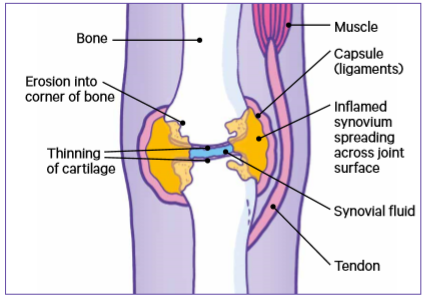 Bone
Erosion into
corner of bone
Thinning
of cartilage
Muscle
Capsule
(ligaments)
Inflamed
synovium
spreading
across joint
surface
Synovial fluid
Tendon